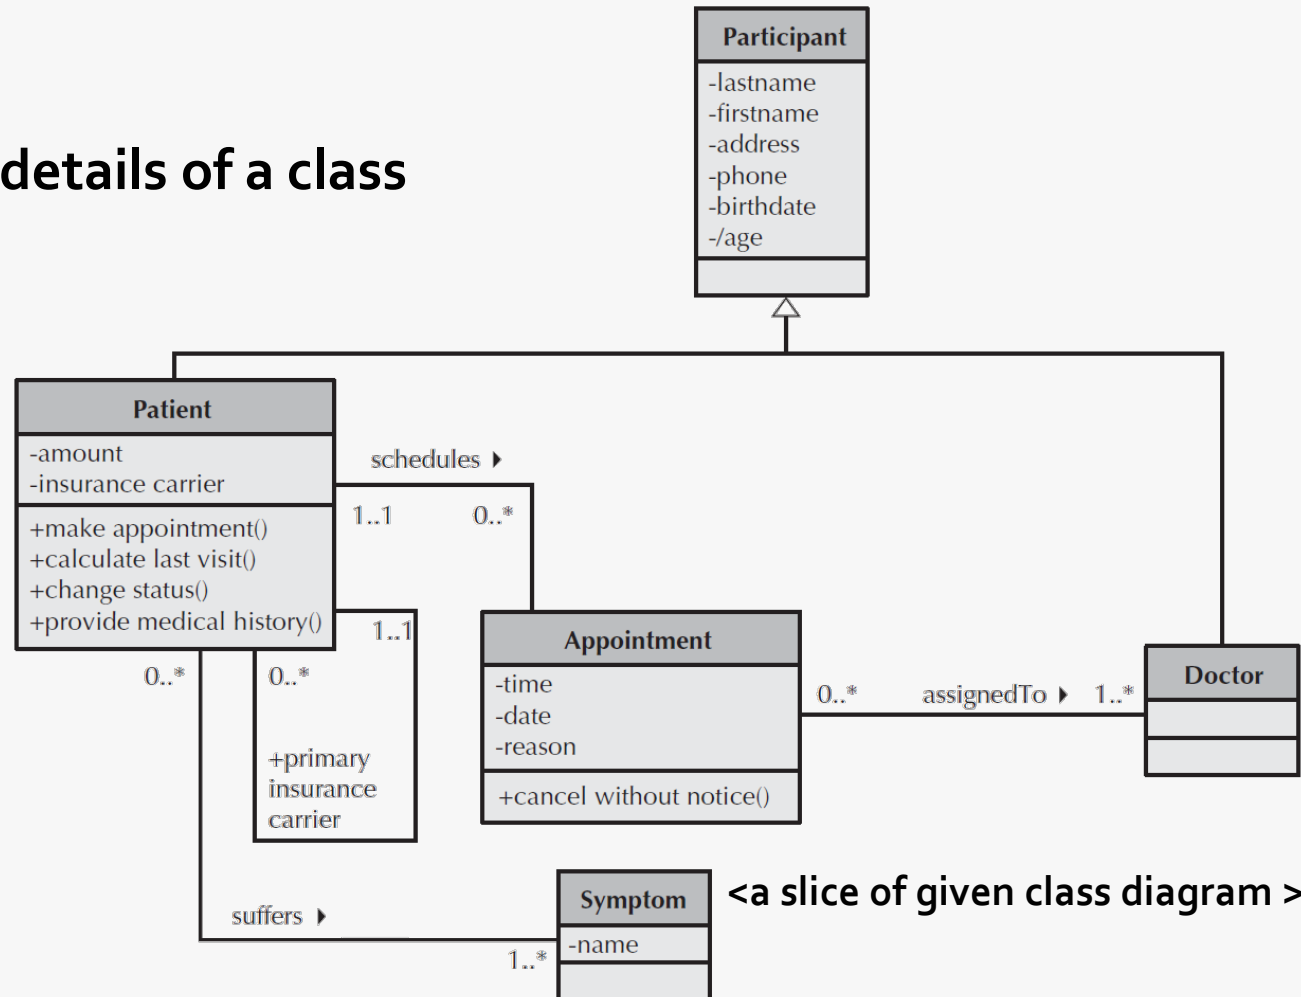 details of a class
Participant
-lastname
-firstname
-address
-phone
-birthdate
-/age
Patient
-amount
-insurance carrier
+make appointment()
+calculate last visit()
+change status()
+provide medical history()
schedules
1..1
0..*
1..1
0..*
0..*
+primary
insurance
carrier
Appointment
-time
-date
-reason
+cancel without notice()
0..*
assignedTo
1..*
Doctor
suffers
1..*
Symptom
-name
<a slice of given class diagram >